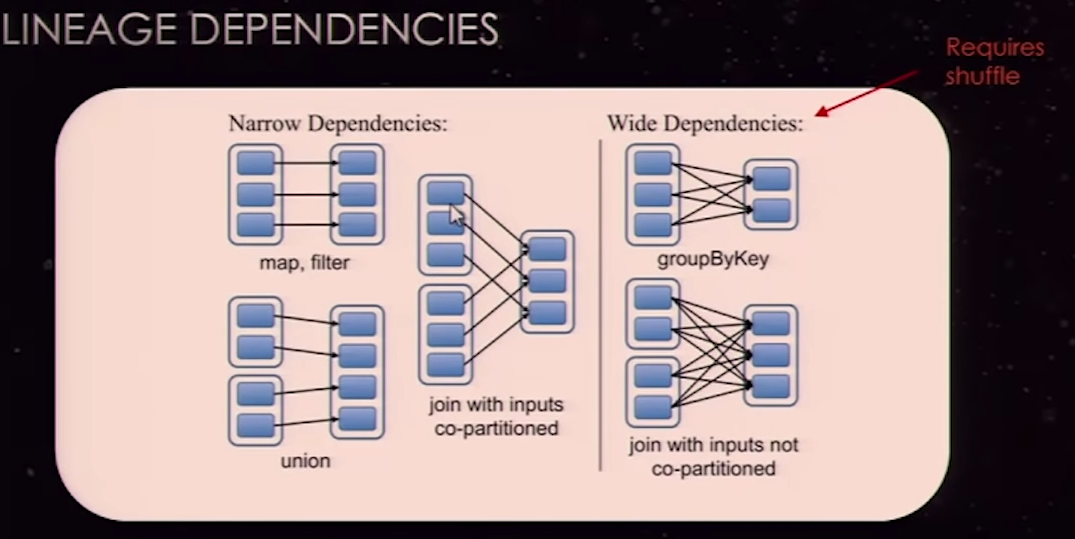 LINEAGE DEPENDENCIES
Requires
shuffle
Narrow Dependencies:
map, filter
union
join with inputs
co-partitioned
Wide Dependencies:
groupByKey
join with inputs not
co-partitioned